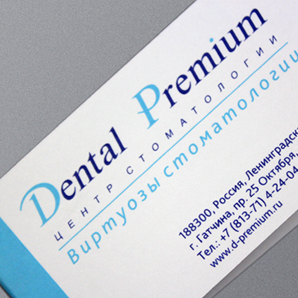 Dental Premium
ЦЕНТР СТОМАТОЛОГИИ
Виртуозы стоматологии
188300, Россия, Ленинградск
г. Гатчина, пр. 25 Октября,
Тел.: +7 (813-71) 4-24-04
www.d-premium.ru